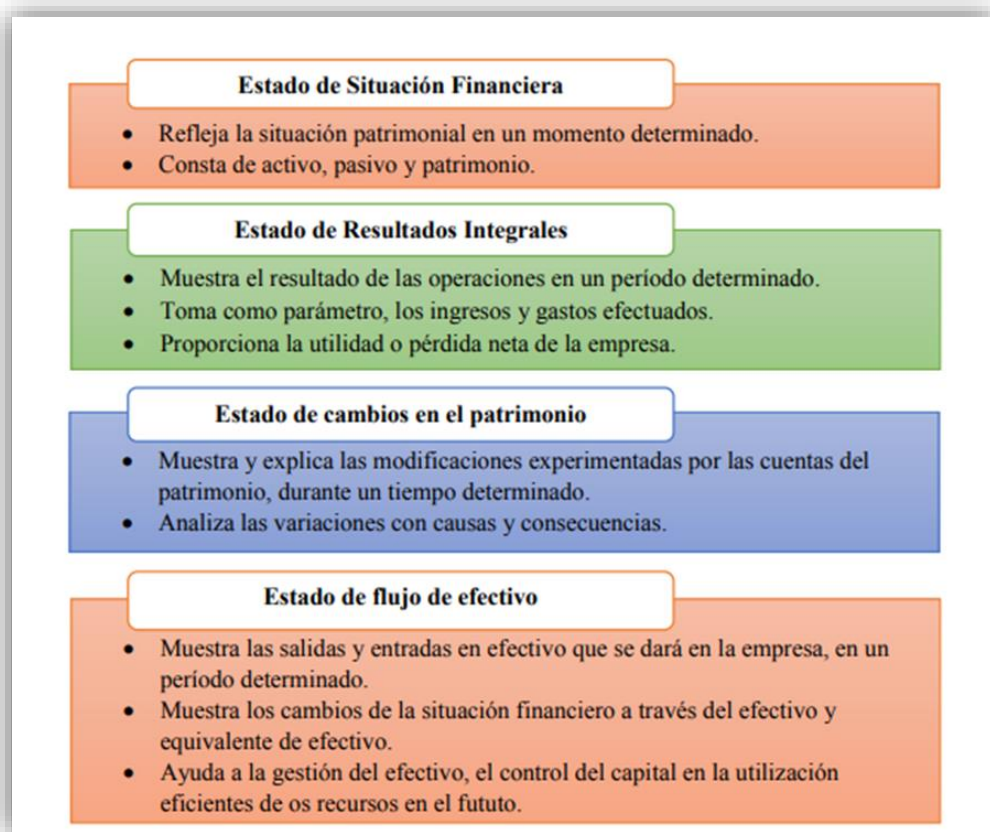 Estado de Situación Financiera
• Refleja la situación patrimonial en un momento determinado.
• Consta de activo, pasivo y patrimonio.
Estado de Resultados Integrales
• Muestra el resultado de las operaciones en un período determinado.
• Toma como parámetro, los ingresos y gastos efectuados.
• Proporciona la utilidad o pérdida neta de la empresa.
Estado de cambios en el patrimonio
• Muestra y explica las modificaciones experimentadas por las cuentas del
patrimonio, durante un tiempo determinado.
• Analiza las variaciones con causas y consecuencias.
Estado de flujo de efectivo
• Muestra las salidas y entradas en efectivo que se dará en la empresa, en un
período determinado.
• Muestra los cambios de la situación financiero a través del efectivo y
equivalente de efectivo.
• Ayuda a la gestión del efectivo, el control del capital en la utilización
eficientes de os recursos en el fututo.